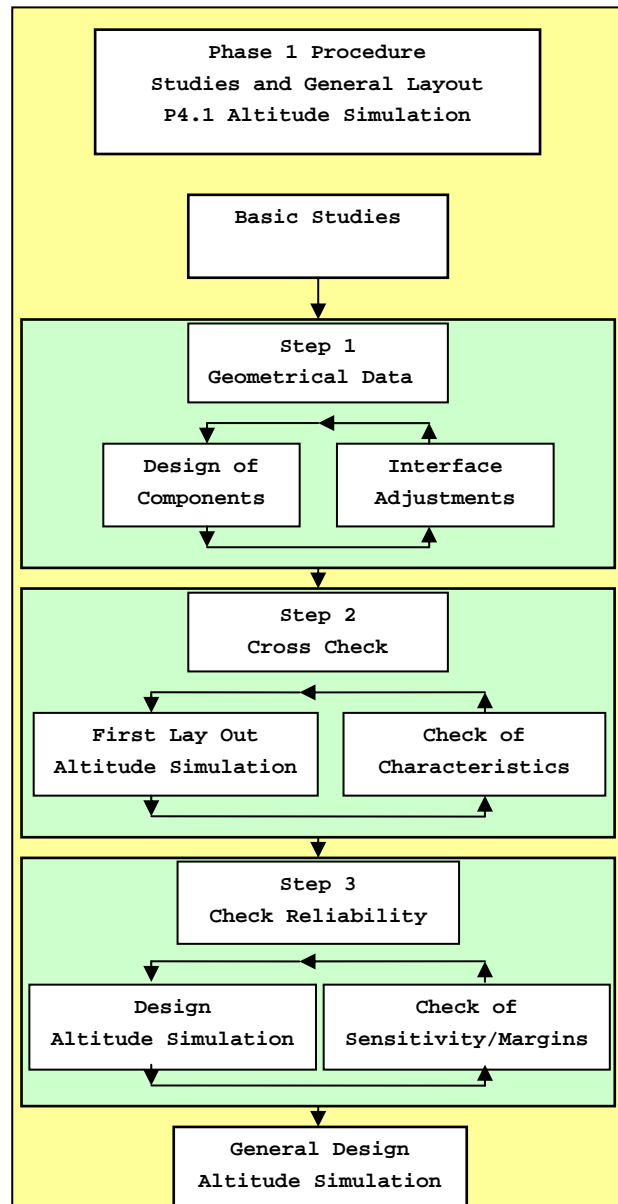 Phase 1 Procedure
Studies and General Layout
P4.1 Altitude Simulation
Basic Studies
Step 1
Geometrical Data
Design of
Components
Interface
Adjustments
Step 2
Cross Check
First Lay Out
Altitude Simulation
Check of
Characteristics
Step 3
Check Reliability
Design
Altitude Simulation
Check of
Sensitivity/Margins
General Design
Altitude Simulation